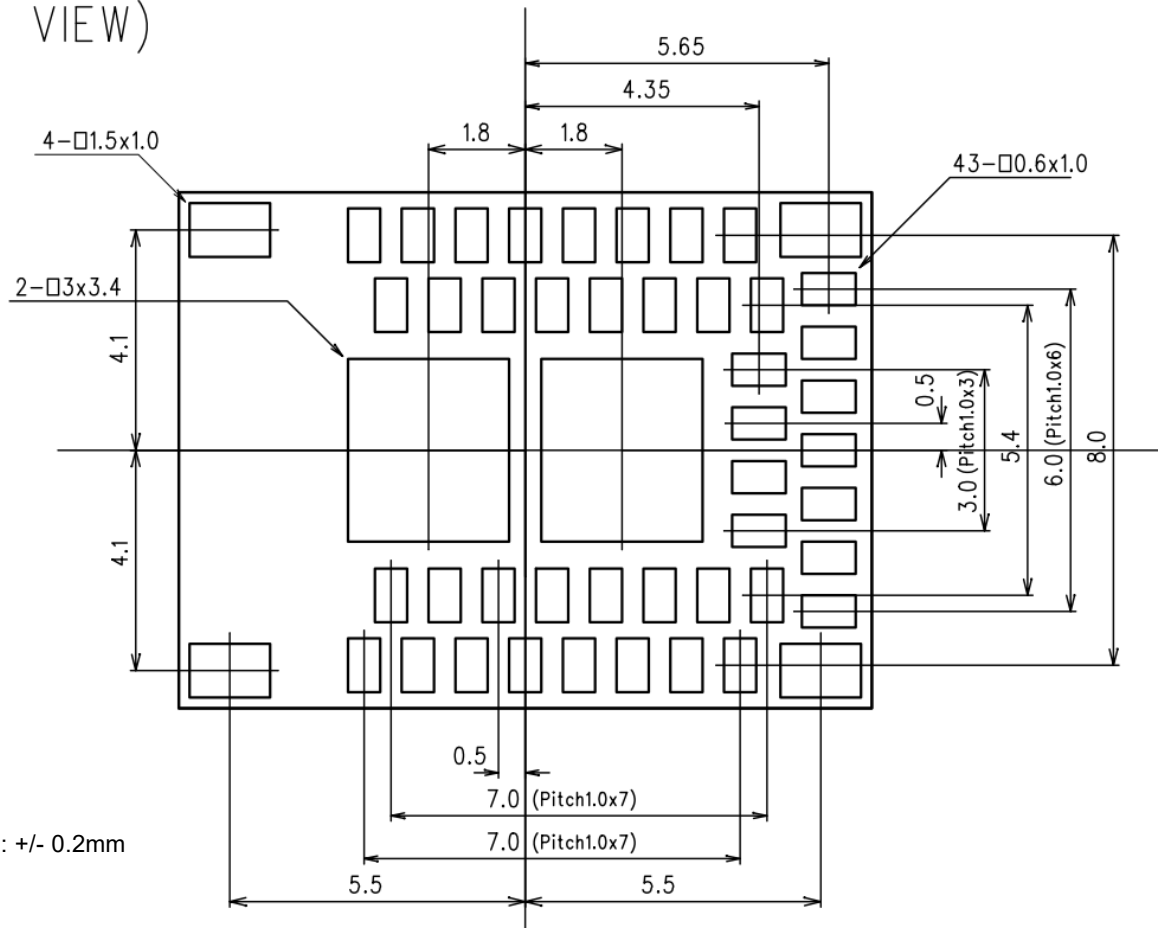 VIEW)
5.65
4.35
1.8
1.8
4-□1.5x1.0
43-□0.6x1.0
2-□3x3.4
4.1
4.1
0.5
3.0 (Pitch1.0x3)
5.4
6.0 (Pitch1.0x6)
8.0
0.5
7.0 (Pitch1.0x7)
7.0 (Pitch1.0x7)
: +/- 0.2mm
5.5
5.5